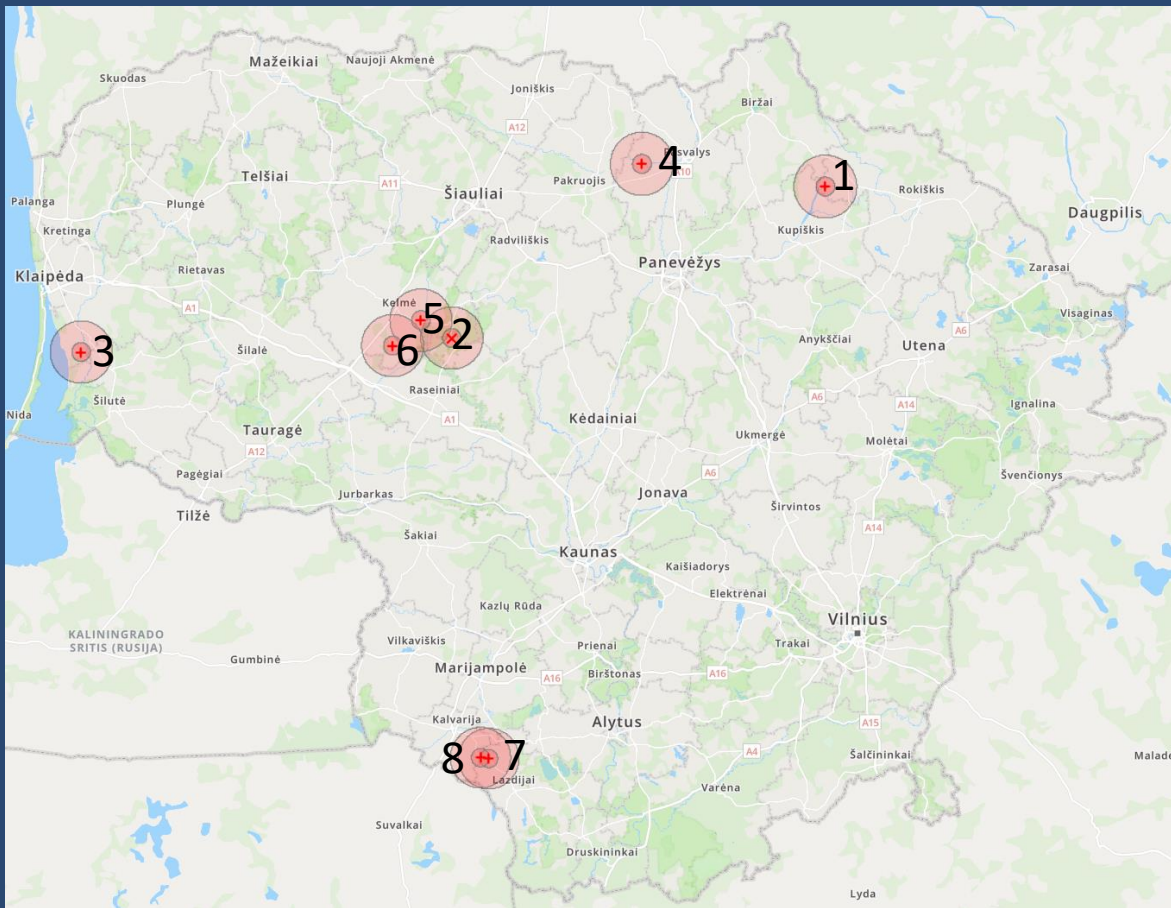 Mažeikiai
Naujoji Akmenė
Skuodas
Joniškis
Biržai
A12
4
1
A10
Telšiai
A11
Pakruojis
Šiauliai
Rokiškis
Palanga
Plungė
Daugpilis
Kretinga
Kupiškis
Radviliškis
Panevėžys
Klaipėda
Rietavas
Zarasai
A1
Kelmė
Visaginas
5
2
A6
3
6
Šilalė
Anykščiai
Utena
Raseiniai
Šilutė
A6
A14
Ignalina
Nida
A1
Kėdainiai
Tauragė
Ukmergė
Molėtai
A12
Pagėgiai
A6
Švenčionys
Jurbarkas
Jonava
Širvintos
Tilžė
A14
Šakiai
Kaunas
Kaišiadorys
Elektrėnai
Kazlų Rūda
Vilnius
KALININGRADO
SRITIS (RUSIJA)
Vilkaviškis
Prienai
Trakai
Gumbinė
Marijampolė
A16
Birštonas
A16
Kalvarija
Alytus
A15
8
7
A4
Šalčininkai
Lazdijai
Varėna
Suvalkai
Druskininkai
Lyda